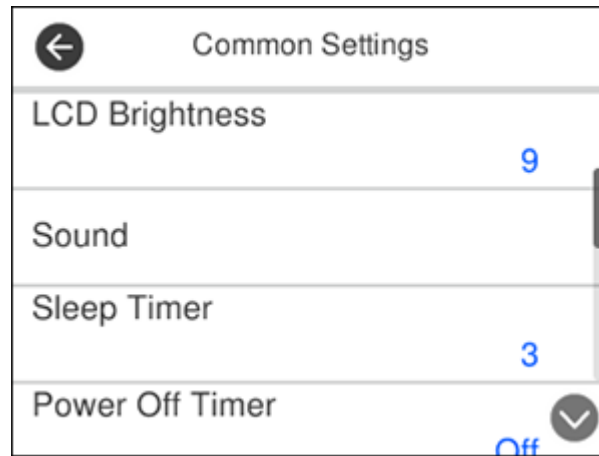 Common Settings
LCD Brightness
9
Sound
Sleep Timer
3
Power Off Timer
Off